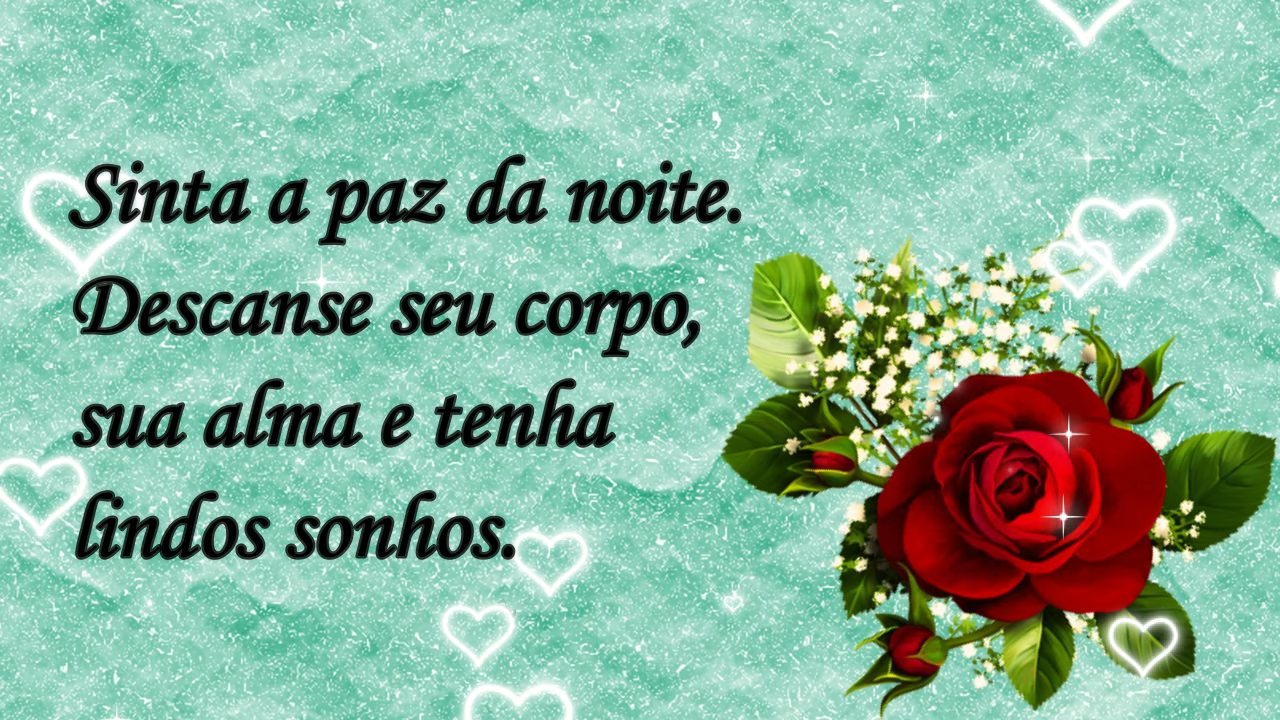 Sinta a paz da noite.
Descanse seu corpo,
sua alma e tenha
lindos sonhos.